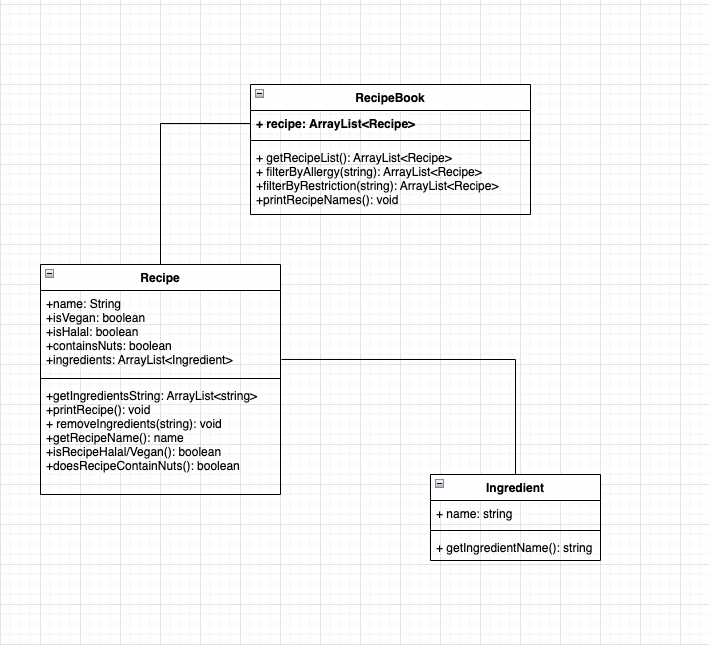 RecipeBook
+ recipe: ArrayList<Recipe>
+ getRecipeList(): ArrayList<Recipe>
+ filterByAllergy(string): ArrayList<Recipe>
+filterByRestriction(string): ArrayList<Recipe>
+printRecipeNames(): void
Recipe
+name: String
+isVegan: boolean
+isHalal: boolean
+containsNuts: boolean
+ingredients: ArrayList<Ingredient>
+getIngredientsString: ArrayList<string>
+printRecipe(): void
+ removeIngredients(string): void
+getRecipeName(): name
+isRecipeHalal/Vegan(): boolean
+doesRecipeContainNuts(): boolean
Ingredient
+ name: string
+ getIngredientName(): string